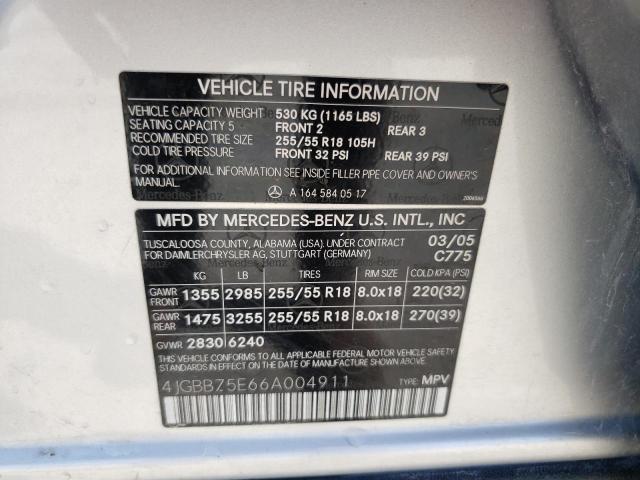 VEHICLE TIRE INFORMATION
VEHICLE CAPACITY WEIGHT 530 KG (1165 LBS)
SEATING CAPACITY 5 FRONT 2 REAR 3
RECOMMENDED TIRE SIZE 255/55 R18 105H
COLD TIRE PRESSURE FRONT 32 PSI REAR 39 PSI
FOR ADDITIONAL INFORMATION SEE INSIDE FILLER PIPE COVER AND OWNER'S
MANUAL.
A 164 584 05 17
MFD BY MERCEDES-BENZ U.S. INTL., INC
TUSCALOOSA COUNTY, ALABAMA (USA), UNDER CONTRACT 03/05
FOR DAIMLERCHRYSLER AG, STUTTGART (GERMANY) C775
KG LB TIRES RIM SIZE COLD KPA (PSI)
GAWR FRONT 1355 2985 255/55 R18 8.0x18 220(32)
GAWR REAR 1475 3255 255/55 R18 8.0x18 270(39)
GVWR 2830 6240
THIS VEHICLE CONFORMS TO ALL APPLICABLE FEDERAL MOTOR VEHICLE SAFETY
STANDARDS IN EFFECT ON THE DATE OF MANUFACTURE SHOWN ABOVE.
4JGBB75E66A004911 TYPE: MPV